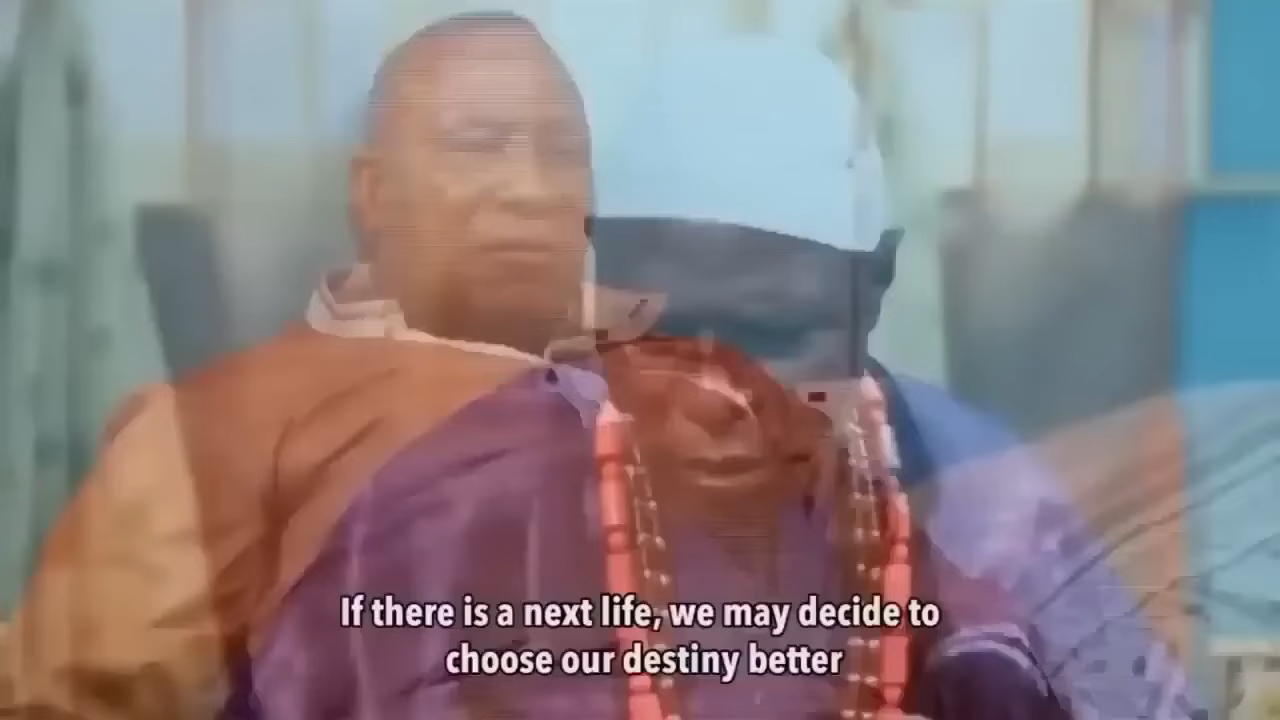 If there is a next life, we may decide to
choose our destiny better